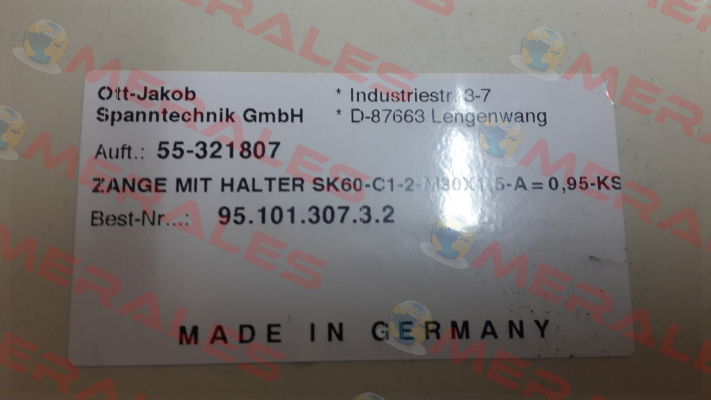 Ott-Jakob * Industriestr. 3-7
Spanntechnik GmbH * D-87663 Lengenwang
Auft.: 55-321807
ZANGE MIT HALTER SK60-C1-2-M30X1,5-A=0,95-KS
Best-Nr...: 95.101.307.3.2
MADE IN GERMANY
MERALES